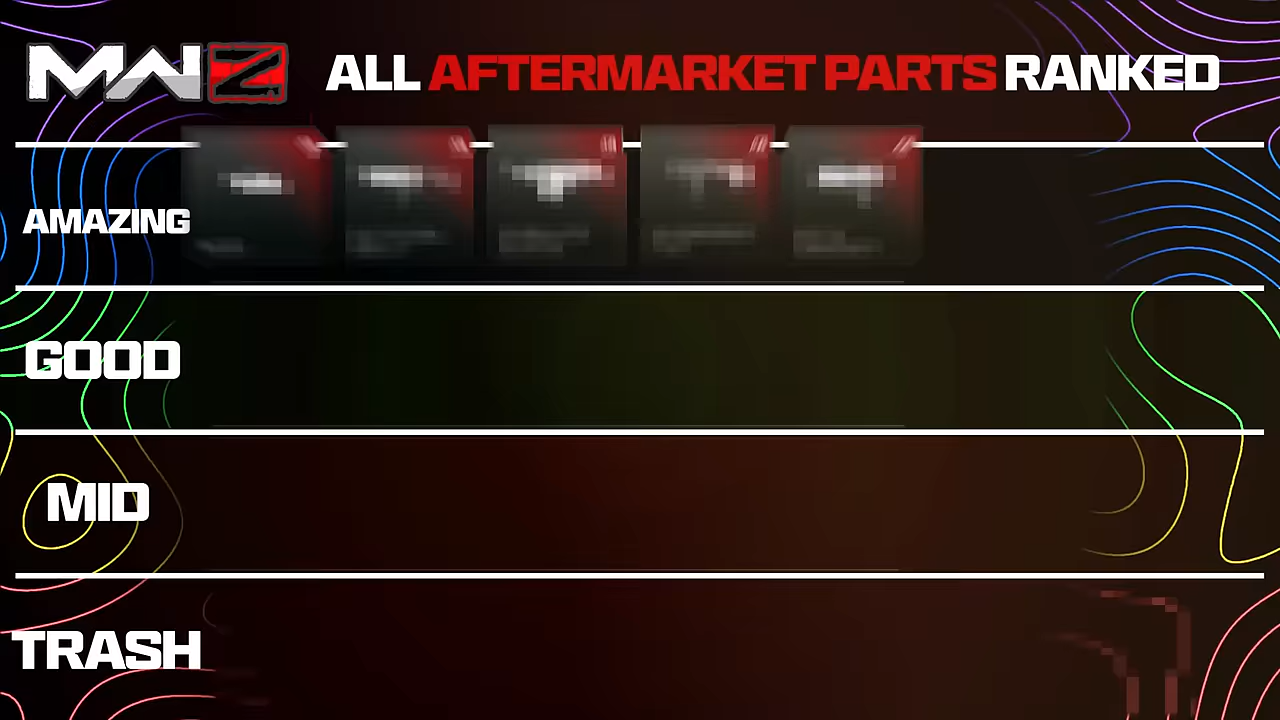 MWZ ALL AFTERMARKET PARTS RANKED
AMAZING
GOOD
MID
TRASH